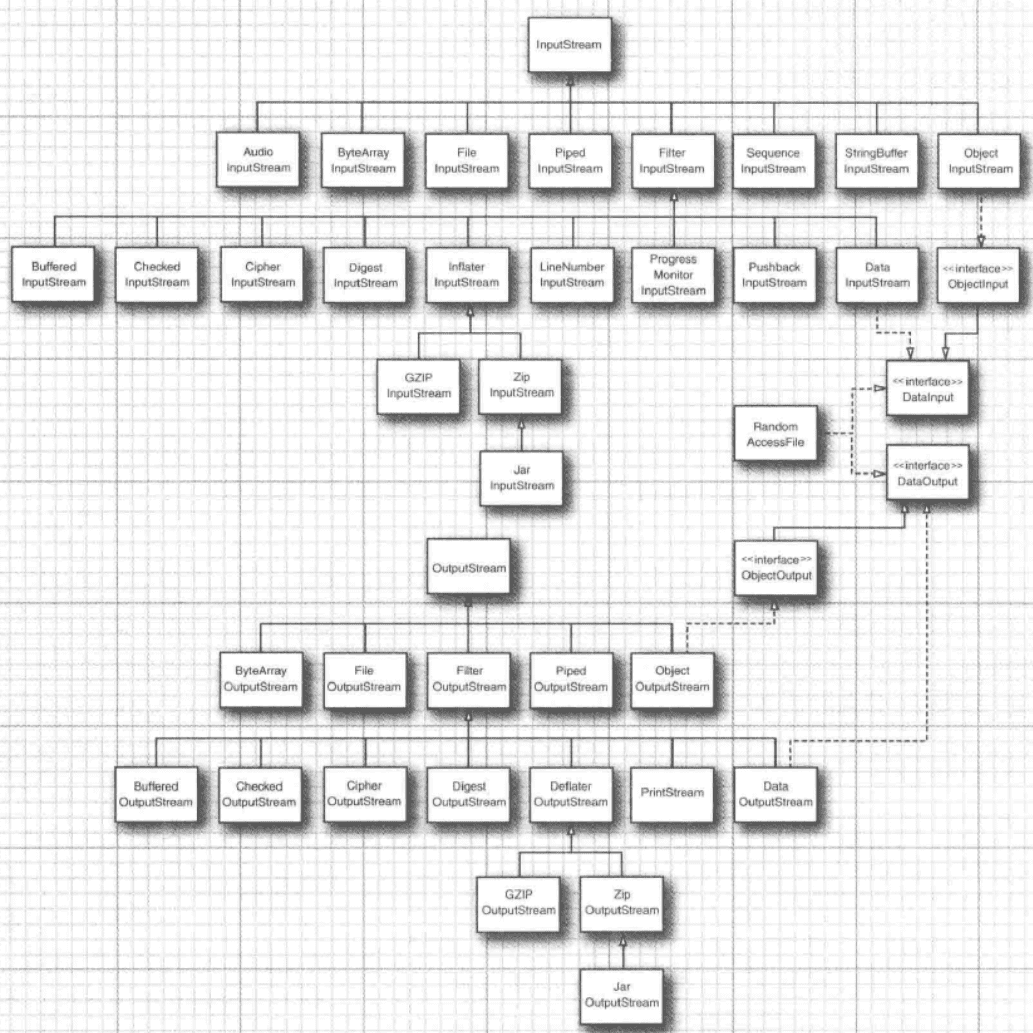 InputStream
Audio
InputStream
ByteArray
InputStream
File
InputStream
Piped
InputStream
Filter
InputStream
Sequence
InputStream
StringBuffer
InputStream
Object
InputStream
Buffered
InputStream
Checked
InputStream
Cipher
InputStream
Digest
InputStream
Inflater
InputStream
LineNumber
InputStream
Progress
Monitor
InputStream
Pushback
InputStream
Data
InputStream
<<interface>>
ObjectInput
GZIP
InputStream
Zip
InputStream
<<interface>>
DataInput
Random
AccessFile
Jar
InputStream
<<interface>>
DataOutput
OutputStream
<<interface>>
ObjectOutput
ByteArray
OutputStream
File
OutputStream
Filter
OutputStream
Piped
OutputStream
Object
OutputStream
Buffered
OutputStream
Checked
OutputStream
Cipher
OutputStream
Digest
OutputStream
Deflater
OutputStream
PrintStream
Data
OutputStream
GZIP
OutputStream
Zip
OutputStream
Jar
OutputStream